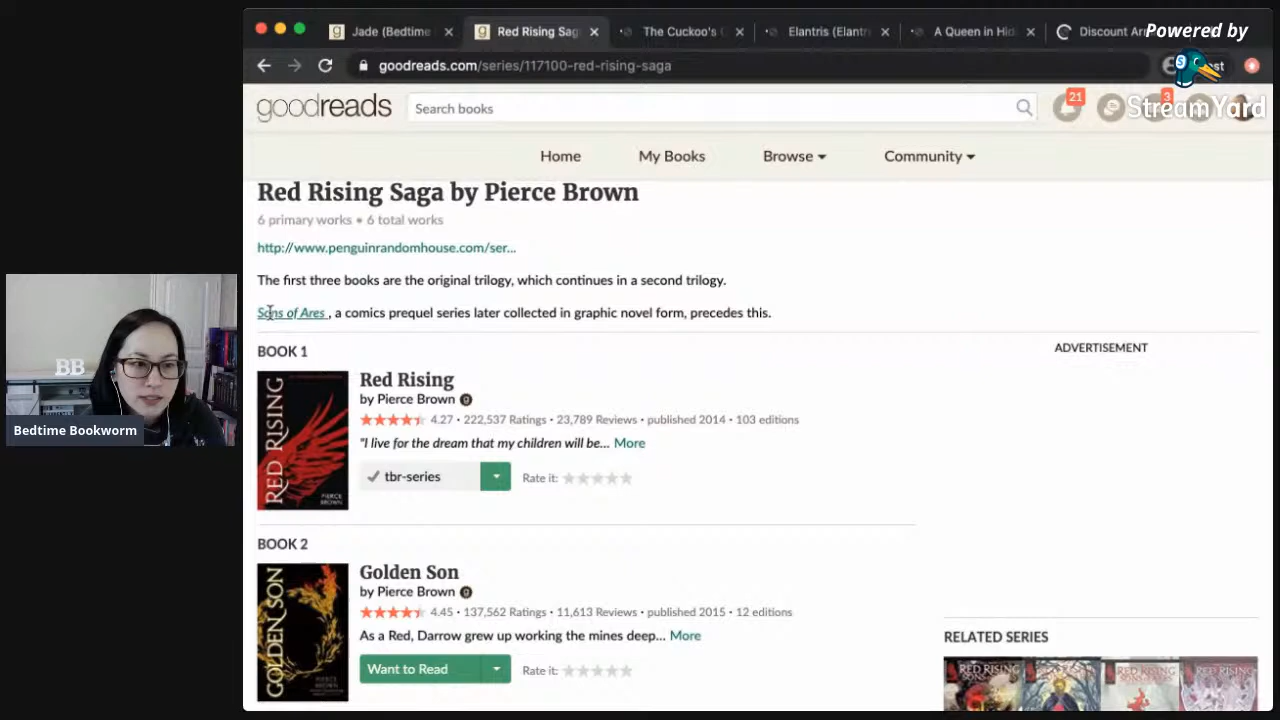 Jade (Bedtime
Red Rising Sag
The Cuckoo's
Elantris (Elantr
A Queen in Hid
Discount Ar
Powered by
goodreads.com/series/117100-red-rising-saga
StreamYard
goodreads
Search books
21
3
Home
My Books
Browse
Community
Red Rising Saga by Pierce Brown
6 primary works • 6 total works
http://www.penguinrandomhouse.com/ser...
The first three books are the original trilogy, which continues in a second trilogy.
Sons of Ares , a comics prequel series later collected in graphic novel form, precedes this.
BOOK 1
ADVERTISEMENT
RED RISING
PIERCE
BROWN
Red Rising
by Pierce Brown
4.27 · 222,537 Ratings · 23,789 Reviews · published 2014 · 103 editions
"I live for the dream that my children will be... More
tbr-series
Rate it:
BB
Bedtime Bookworm
BOOK 2
GOLDEN SON
PIERCE
BROWN
Golden Son
by Pierce Brown
4.45 · 137,562 Ratings · 11,613 Reviews · published 2015 · 12 editions
As a Red, Darrow grew up working the mines deep... More
Want to Read
Rate it:
RELATED SERIES
RED RISING
RED RISING
RED RISING